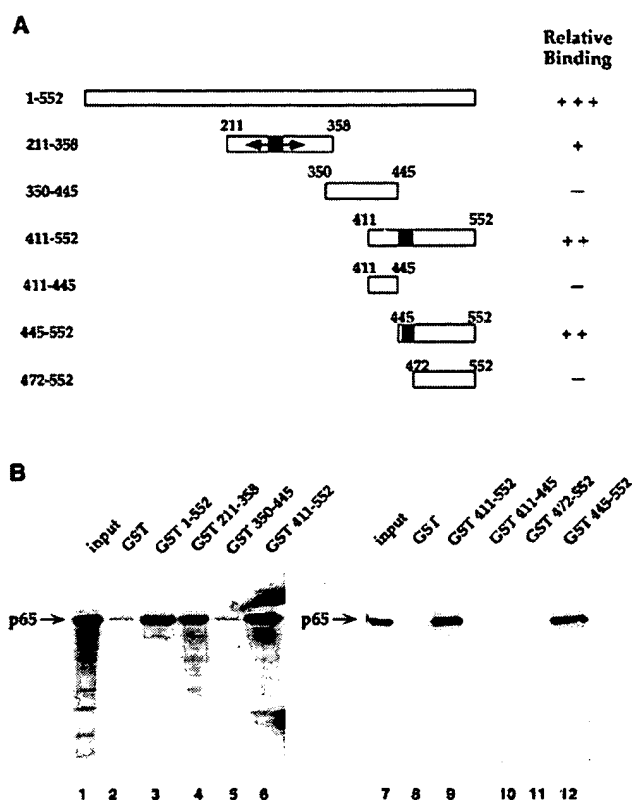 A
Relative
Binding
1-552
+ + +
211 358
211-358
+
350 445
350-445
−
411 552
411-552
+ +
411 445
411-445
−
445 552
445-552
+ +
472 552
472-552
−
B
input
GST
GST 1-552
GST 211-358
GST 350-445
GST 411-552
input
GST
GST 411-552
GST 411-445
GST 472-552
GST 445-552
p65
p65
1 2 3 4 5 6 7 8 9 10 11 12